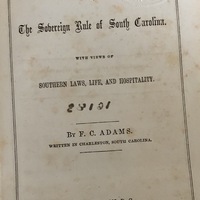 The Sovereign Rule of South Carolina.
WITH VIEWS OF
SOUTHERN LAWS, LIFE, AND HOSPITALITY.
By F. C. ADAMS.
WRITTEN IN CHARLESTON, SOUTH CAROLINA.